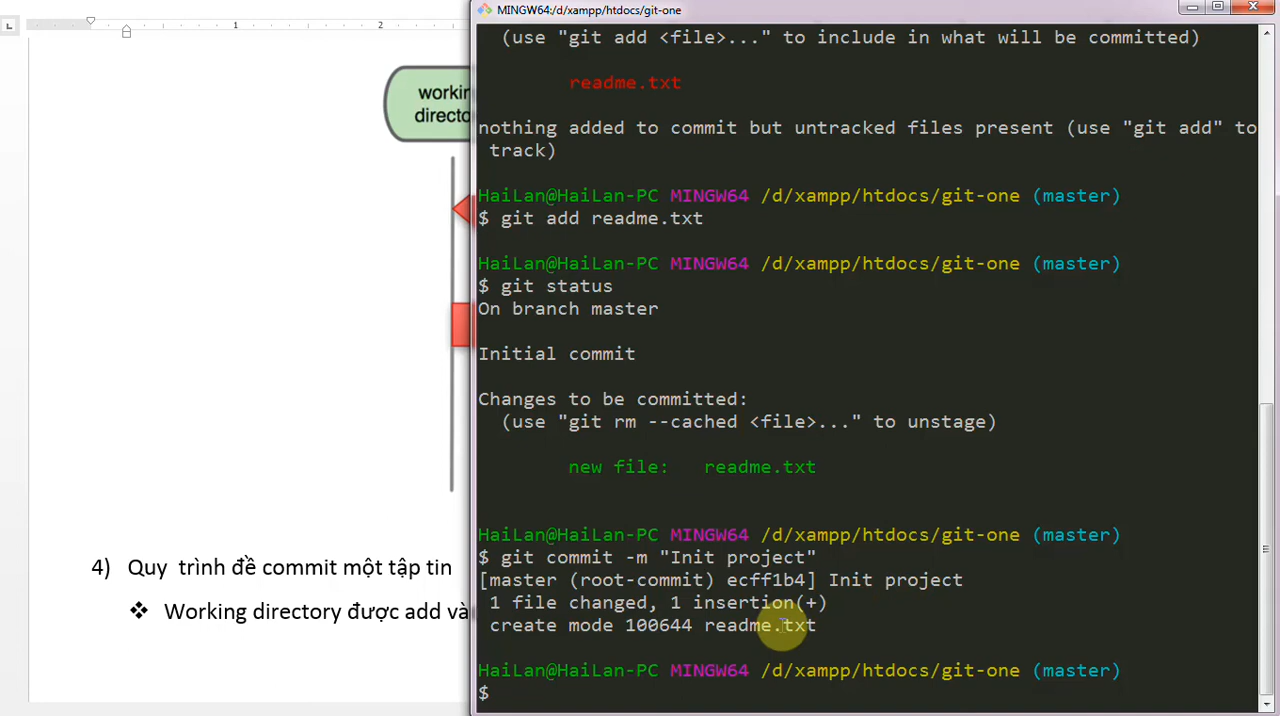 1
2
workin
directo
4) Quy trình để commit một tập tin
❖ Working directory được add và
MINGW64:/d/xampp/htdocs/git-one
(use "git add <file>..." to include in what will be committed)
readme.txt
nothing added to commit but untracked files present (use "git add" to
track)
HaiLan@HaiLan-PC MINGW64 /d/xampp/htdocs/git-one (master)
$ git add readme.txt
HaiLan@HaiLan-PC MINGW64 /d/xampp/htdocs/git-one (master)
$ git status
On branch master
Initial commit
Changes to be committed:
(use "git rm --cached <file>..." to unstage)
new file:   readme.txt
HaiLan@HaiLan-PC MINGW64 /d/xampp/htdocs/git-one (master)
$ git commit -m "Init project"
[master (root-commit) ecff1b4] Init project
1 file changed, 1 insertion(+)
create mode 100644 readme.txt
HaiLan@HaiLan-PC MINGW64 /d/xampp/htdocs/git-one (master)
$